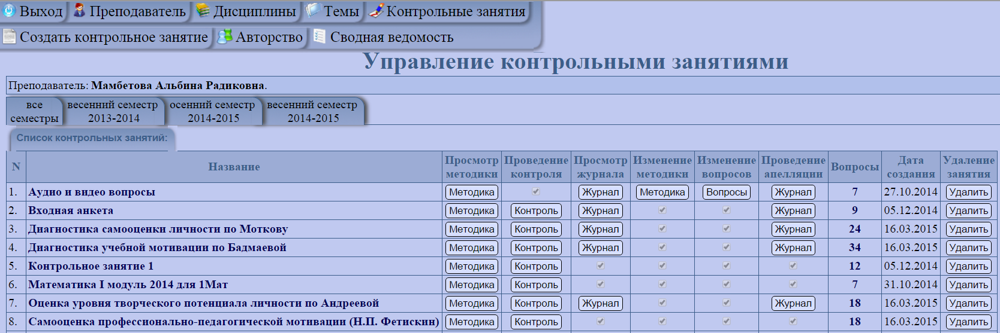 Выход Преподаватель Дисциплины Темы Контрольные занятия
Создать контрольное занятие Авторство Сводная ведомость
Управление контрольными занятиями
Преподаватель: Мамбетова Альбина Радиковна.
все семестры весенний семестр 2013-2014 осенний семестр 2014-2015 весенний семестр 2014-2015
Список контрольных занятий:
N Название Просмотр методики Проведение контроля Просмотр журнала Изменение методики Изменение вопросов Проведение апелляции Вопросы Дата создания Удаление занятия
1. Аудио и видео вопросы Методика Журнал Методика Вопросы Журнал 7 27.10.2014 Удалить
2. Входная анкета Методика Контроль Журнал Журнал 9 05.12.2014 Удалить
3. Диагностика самооценки личности по Моткову Методика Контроль Журнал Журнал 24 16.03.2015 Удалить
4. Диагностика учебной мотивации по Бадмаевой Методика Контроль Журнал Журнал 34 16.03.2015 Удалить
5. Контрольное занятие 1 Методика Контроль 12 05.12.2014 Удалить
6. Математика I модуль 2014 для 1Мат Методика Контроль 7 31.10.2014 Удалить
7. Оценка уровня творческого потенциала личности по Андреевой Методика Контроль Журнал Журнал 18 16.03.2015 Удалить
8. Самооценка профессионально-педагогической мотивации (Н.П. Фетискин) Методика Контроль 18 16.03.2015 Удалить